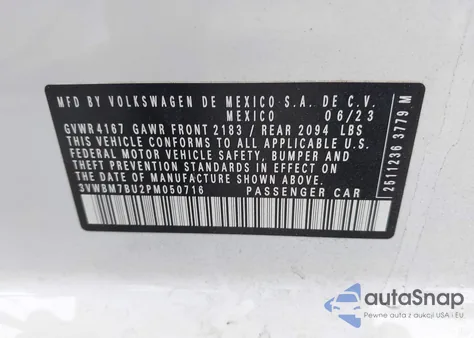 MFD BY VOLKSWAGEN DE MEXICO S.A. DE C.V.
MEXICO 06/23
GVWR 4167 GAWR FRONT 2183 / REAR 2094 LBS
THIS VEHICLE CONFORMS TO ALL APPLICABLE U.S.
FEDERAL MOTOR VEHICLE SAFETY, BUMPER AND
THEFT PREVENTION STANDARDS IN EFFECT ON
THE DATE OF MANUFACTURE SHOWN ABOVE.
3VWBM7BU2PM050716 PASSENGER CAR
2511236 3779 M
autoSnap
Pewne auta z aukcji USA i EU